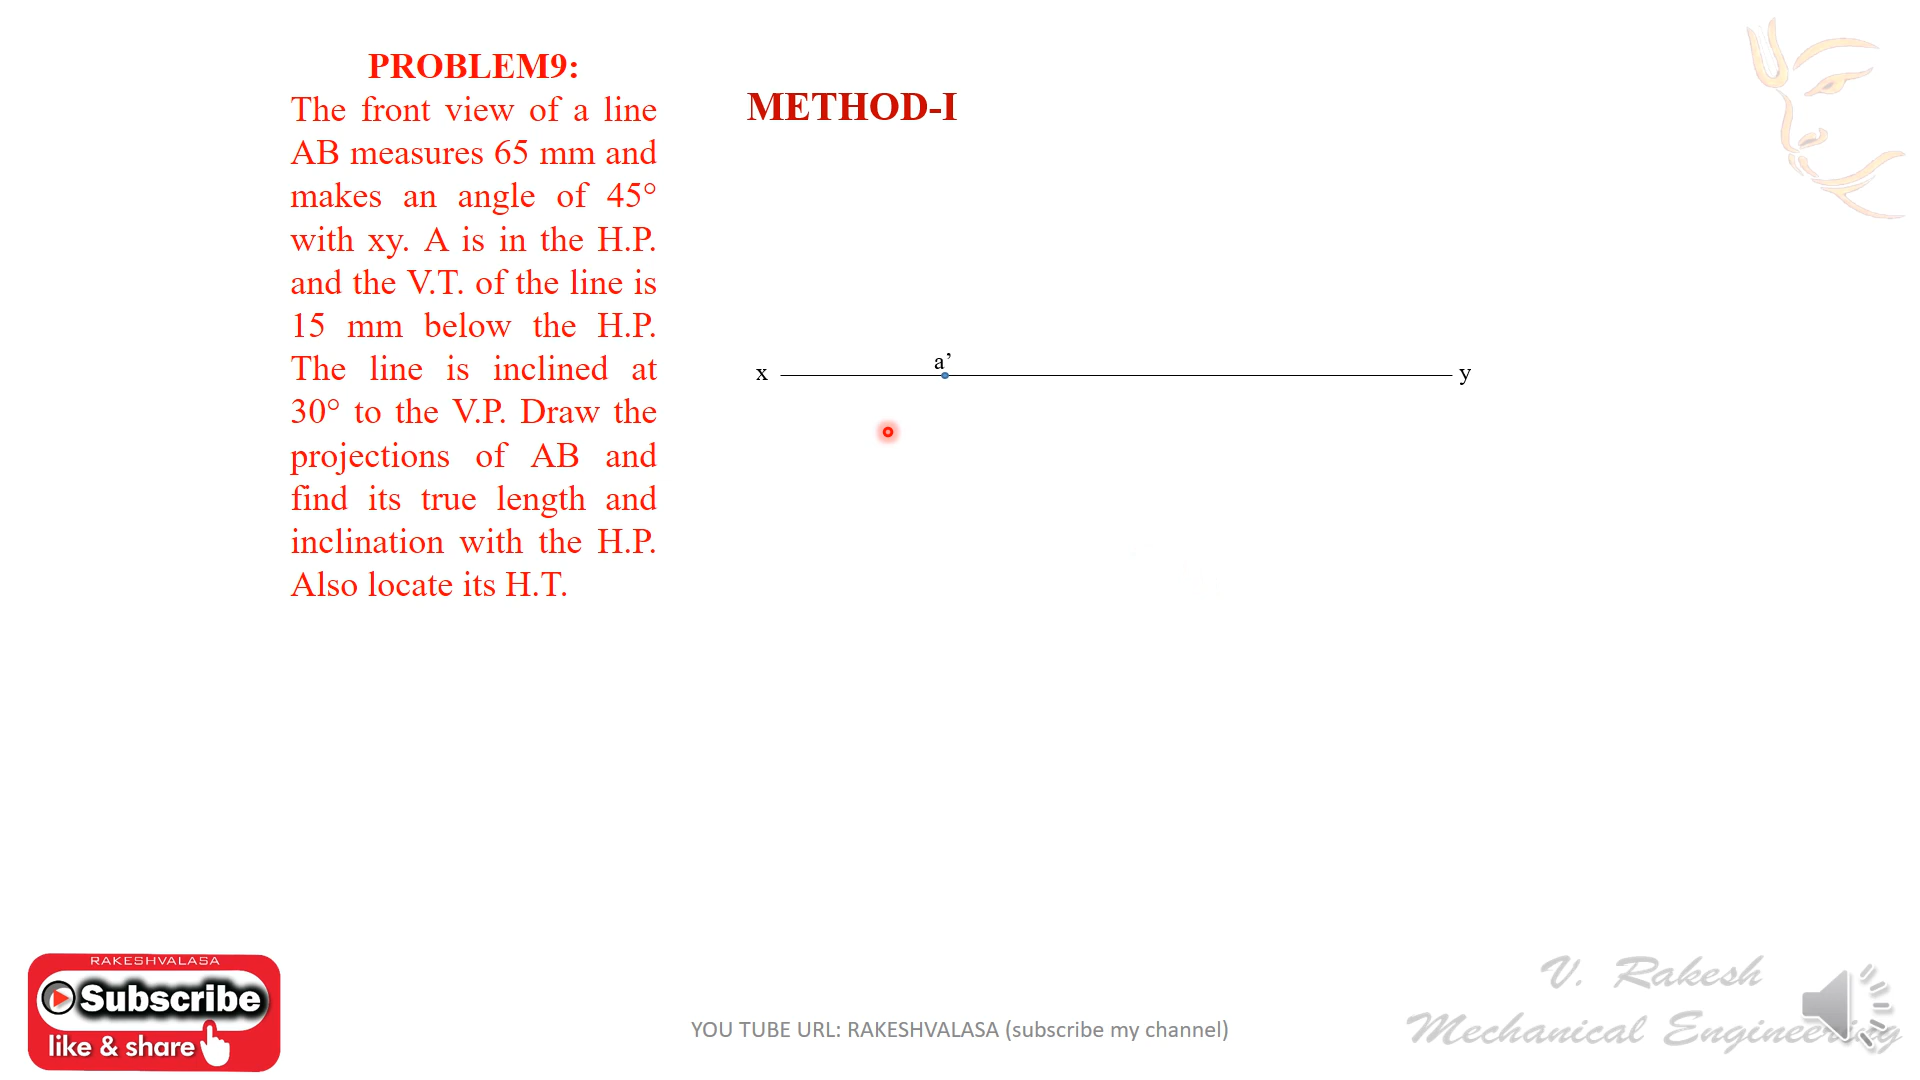 PROBLEM9:
The front view of a line
AB measures 65 mm and
makes an angle of 45°
with xy. A is in the H.P.
and the V.T. of the line is
15 mm below the H.P.
The line is inclined at
30° to the V.P. Draw the
projections of AB and
find its true length and
inclination with the H.P.
Also locate its H.T.
METHOD-I
a’
x
y
RAKESHVALASA
Subscribe
like & share
YOU TUBE URL: RAKESHVALASA (subscribe my channel)
V. Rakesh
Mechanical Engineering